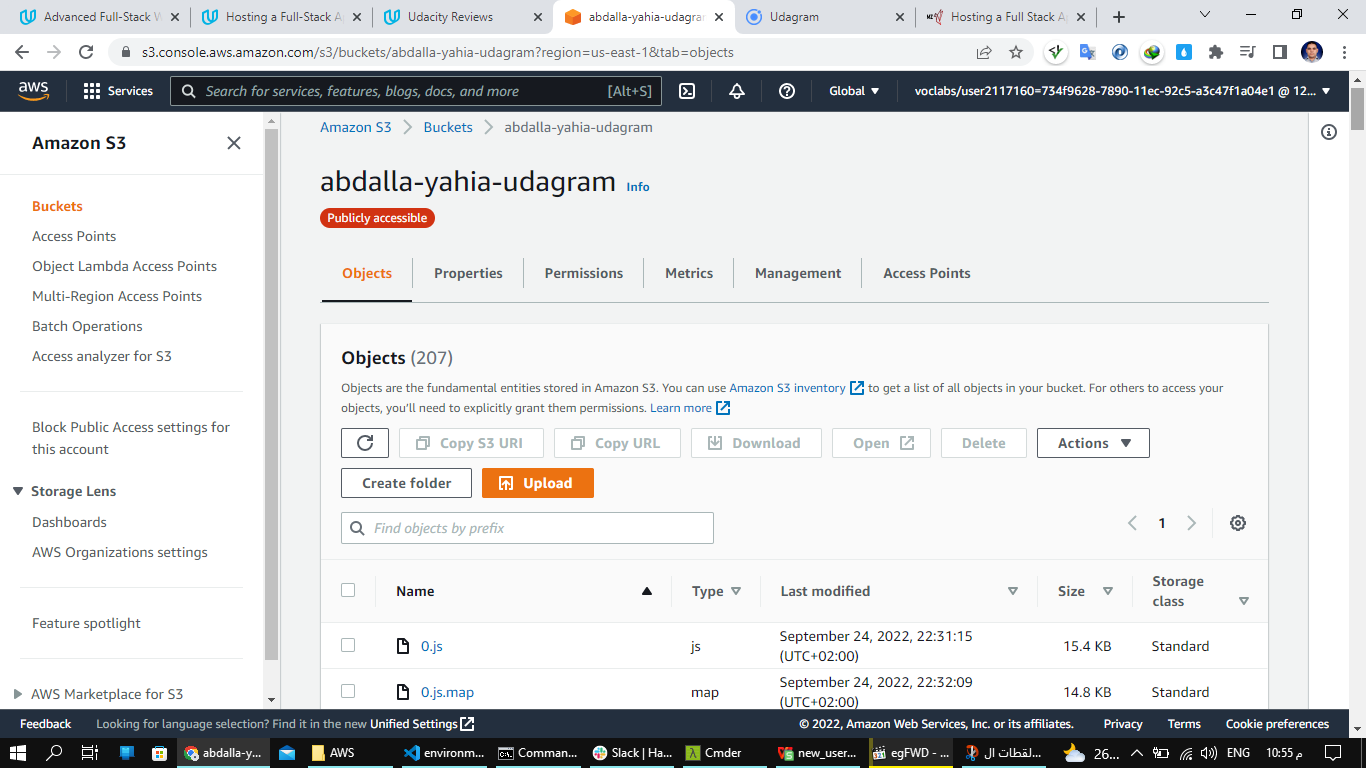 Advanced Full-Stack W
Hosting a Full-Stack Ap
Udacity Reviews
abdalla-yahia-udagram
Udagram
Hosting a Full Stack Ap
s3.console.aws.amazon.com/s3/buckets/abdalla-yahia-udagram?region=us-east-1&tab=objects
aws
Services
Search for services, features, blogs, docs, and more
[Alt+S]
Global
voclabs/user2117160=734f9628-7890-11ec-92c5-a3c47f1a04e1 @ 12...
Amazon S3
Buckets
Access Points
Object Lambda Access Points
Multi-Region Access Points
Batch Operations
Access analyzer for S3
Block Public Access settings for
this account
Storage Lens
Dashboards
AWS Organizations settings
Feature spotlight
AWS Marketplace for S3
Amazon S3 > Buckets > abdalla-yahia-udagram
abdalla-yahia-udagram Info
Publicly accessible
Objects
Properties
Permissions
Metrics
Management
Access Points
Objects (207)
Objects are the fundamental entities stored in Amazon S3. You can use Amazon S3 inventory to get a list of all objects in your bucket. For others to access your
objects, you'll need to explicitly grant them permissions. Learn more
Copy S3 URI
Copy URL
Download
Open
Delete
Actions
Create folder
Upload
Find objects by prefix
1
Name
Type
Last modified
Size
Storage
class
0.js
js
September 24, 2022, 22:31:15
(UTC+02:00)
15.4 KB
Standard
0.js.map
map
September 24, 2022, 22:32:09
(UTC+02:00)
14.8 KB
Standard
Feedback
Looking for language selection? Find it in the new Unified Settings
© 2022, Amazon Web Services, Inc. or its affiliates.
Privacy
Terms
Cookie preferences
abdalla-y...
AWS
environm...
Comman...
Slack | Ha...
Cmder
new_user...
egFWD - ...
لقطات ال...
26...
ENG
10:55 م